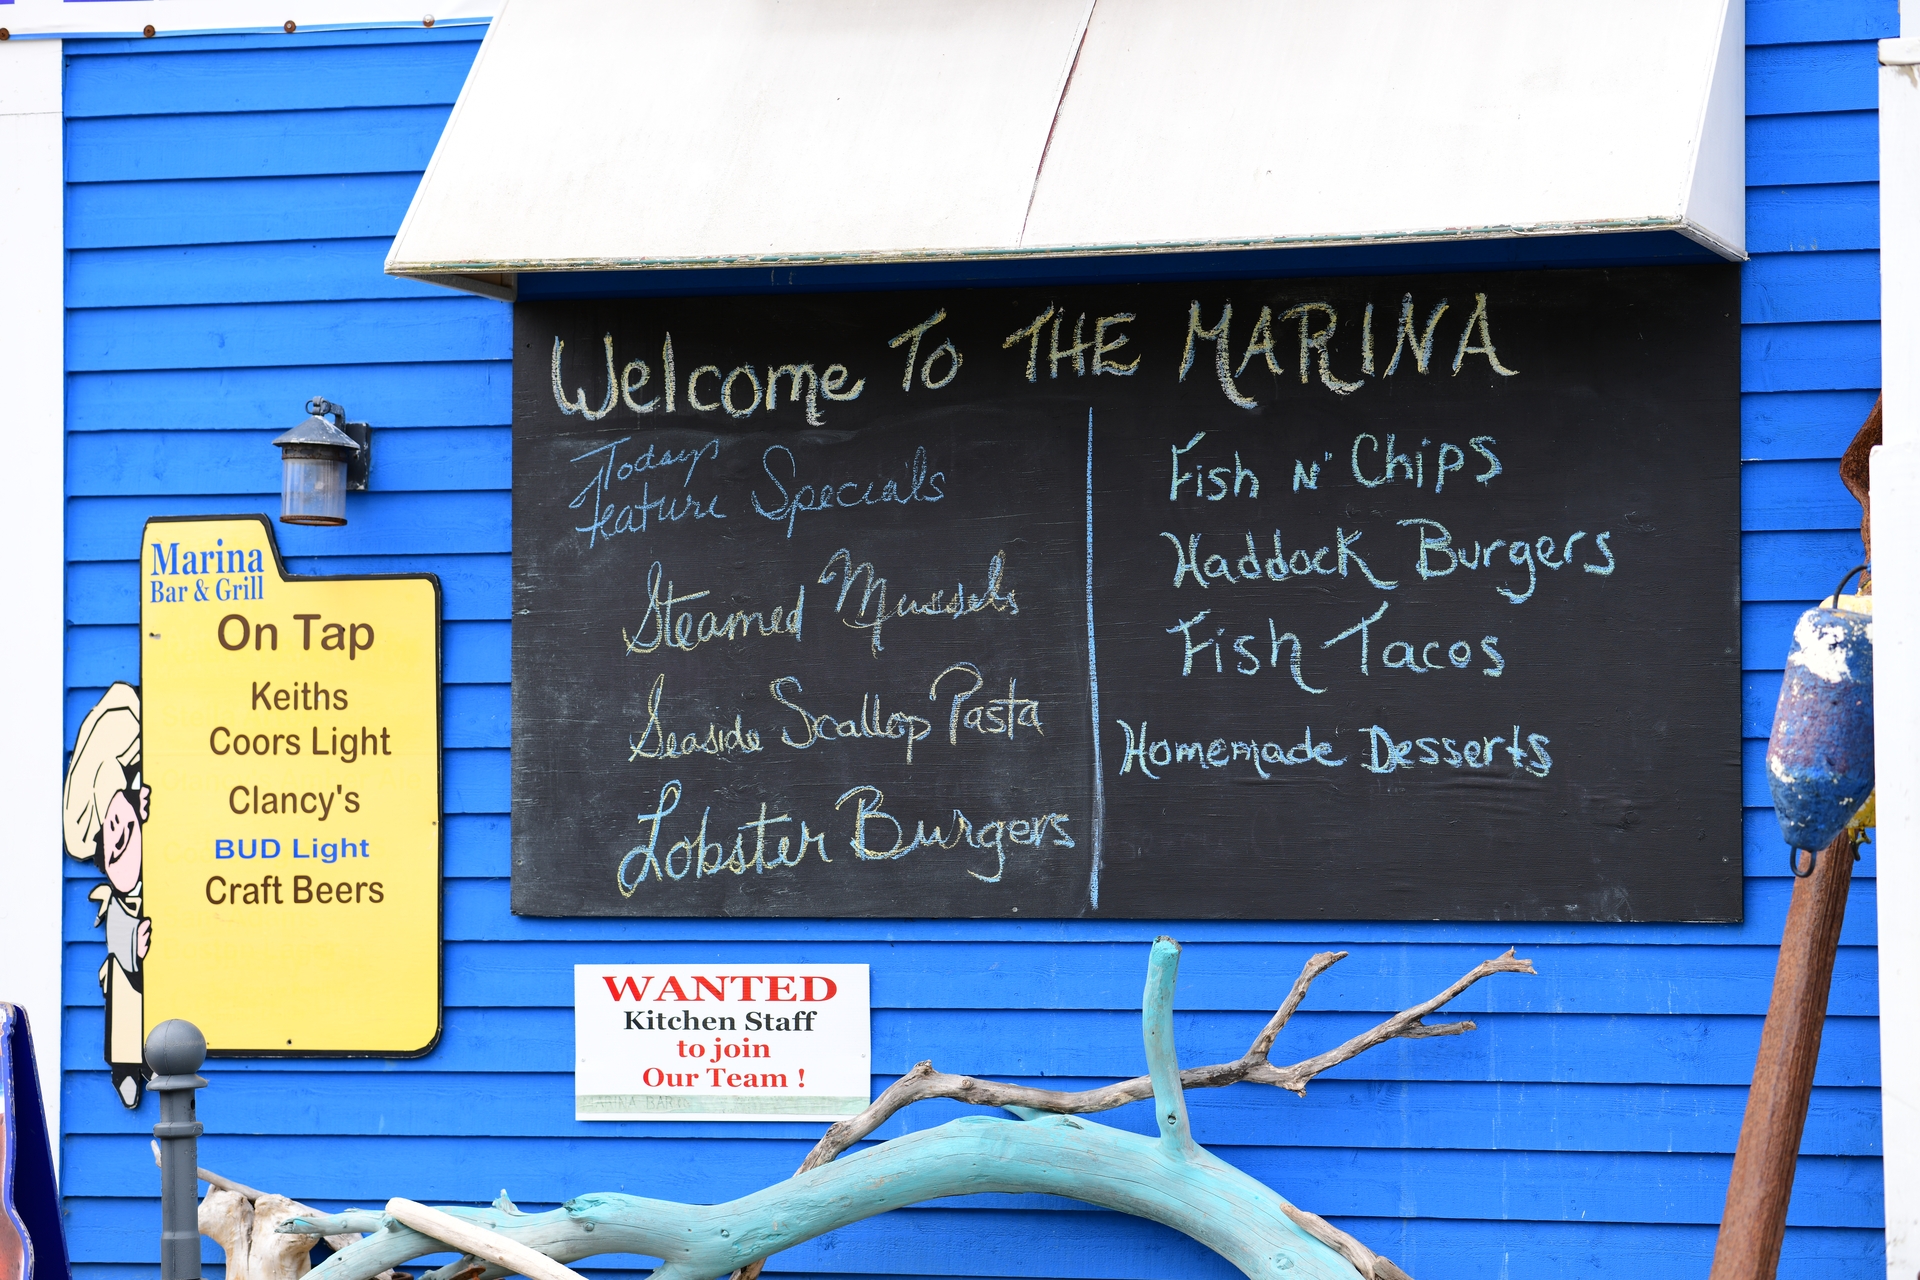 Welcome To THE MARINA
Todays
Feature Specials
Steamed Mussels
Seaside Scallop Pasta
Lobster Burgers
Fish N' Chips
Haddock Burgers
Fish Tacos
Homemade Desserts
Marina
Bar & Grill
On Tap
Keiths
Coors Light
Clancy's
BUD Light
Craft Beers
WANTED
Kitchen Staff
to join
Our Team !